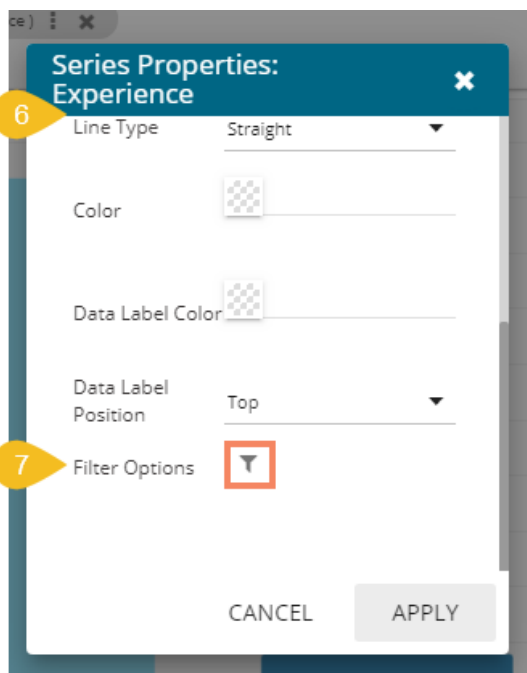 ce)
Series Properties:
Experience
6
Line Type
Straight
Color
Data Label Color
Data Label
Position
Top
7
Filter Options
CANCEL
APPLY